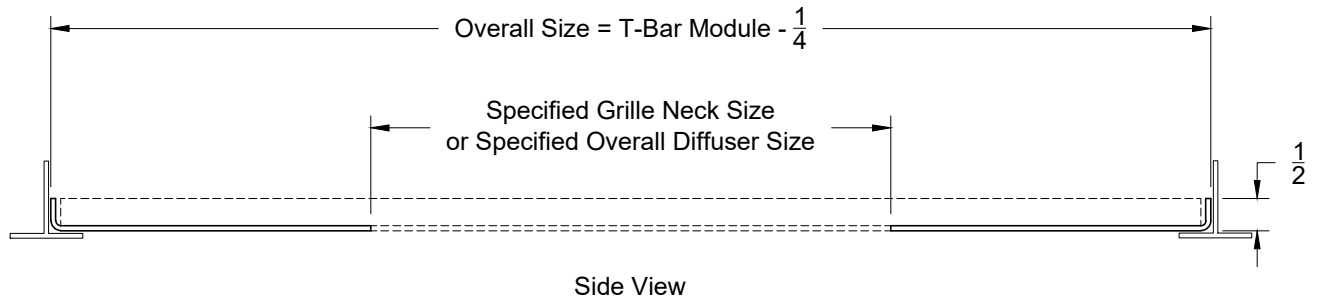 Overall Size = T-Bar Module - 1/4
Specified Grille Neck Size
or Specified Overall Diffuser Size
1/2
Side View